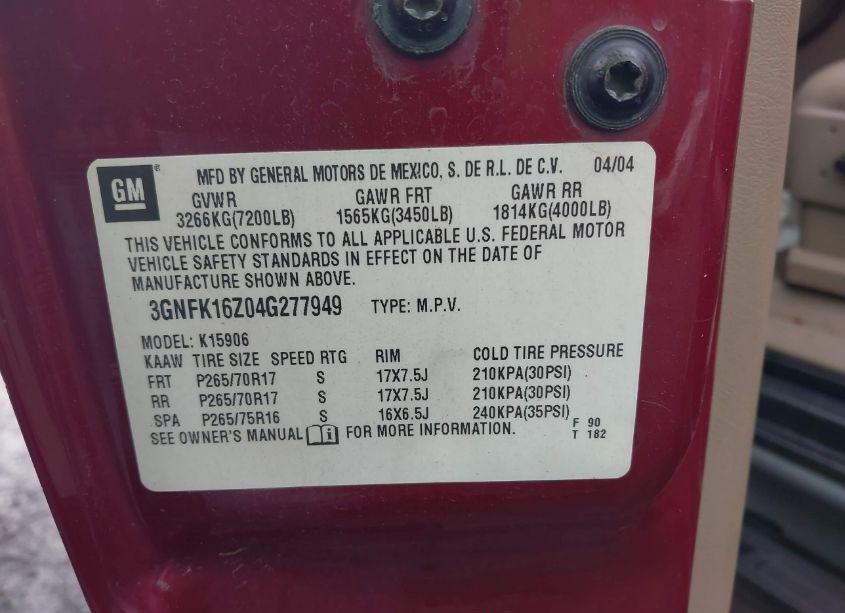 GM ® MFD BY GENERAL MOTORS DE MEXICO, S. DE R.L. DE C.V. 04/04
GVWR GAWR FRT GAWR RR
3266KG(7200LB) 1565KG(3450LB) 1814KG(4000LB)
THIS VEHICLE CONFORMS TO ALL APPLICABLE U.S. FEDERAL MOTOR
VEHICLE SAFETY STANDARDS IN EFFECT ON THE DATE OF
MANUFACTURE SHOWN ABOVE.
3GNFK16Z04G277949 TYPE: M.P.V.
MODEL: K15906
KAAW TIRE SIZE SPEED RTG RIM COLD TIRE PRESSURE
FRT P265/70R17 S 17X7.5J 210KPA(30PSI)
RR P265/70R17 S 17X7.5J 210KPA(30PSI)
SPA P265/75R16 S 16X6.5J 240KPA(35PSI)
SEE OWNER'S MANUAL i FOR MORE INFORMATION.
F 90
T 182